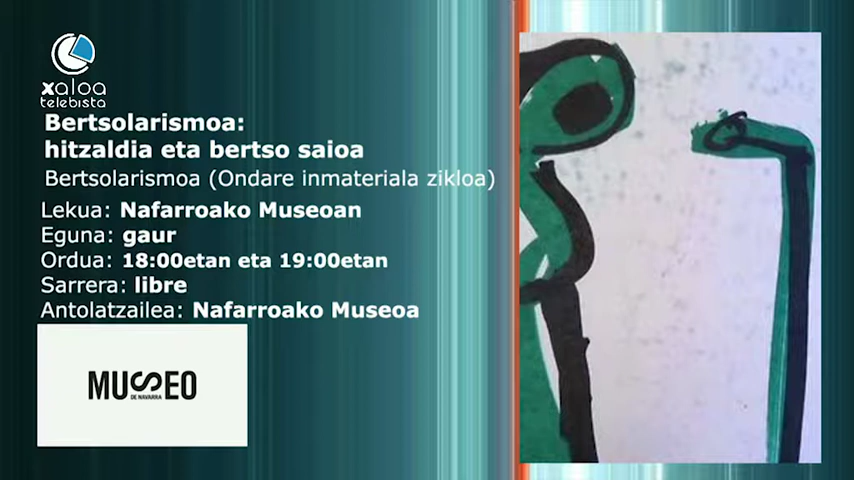 xaloa
telebista
Bertsolarismoa:
hitzaldia eta bertso saioa
Bertsolarismoa (Ondare inmateriala zikloa)
Lekua: Nafarroako Museoan
Eguna: gaur
Ordua: 18:00etan eta 19:00etan
Sarrera: libre
Antolatzailea: Nafarroako Museoa
MUSEO
DE NAVARRA